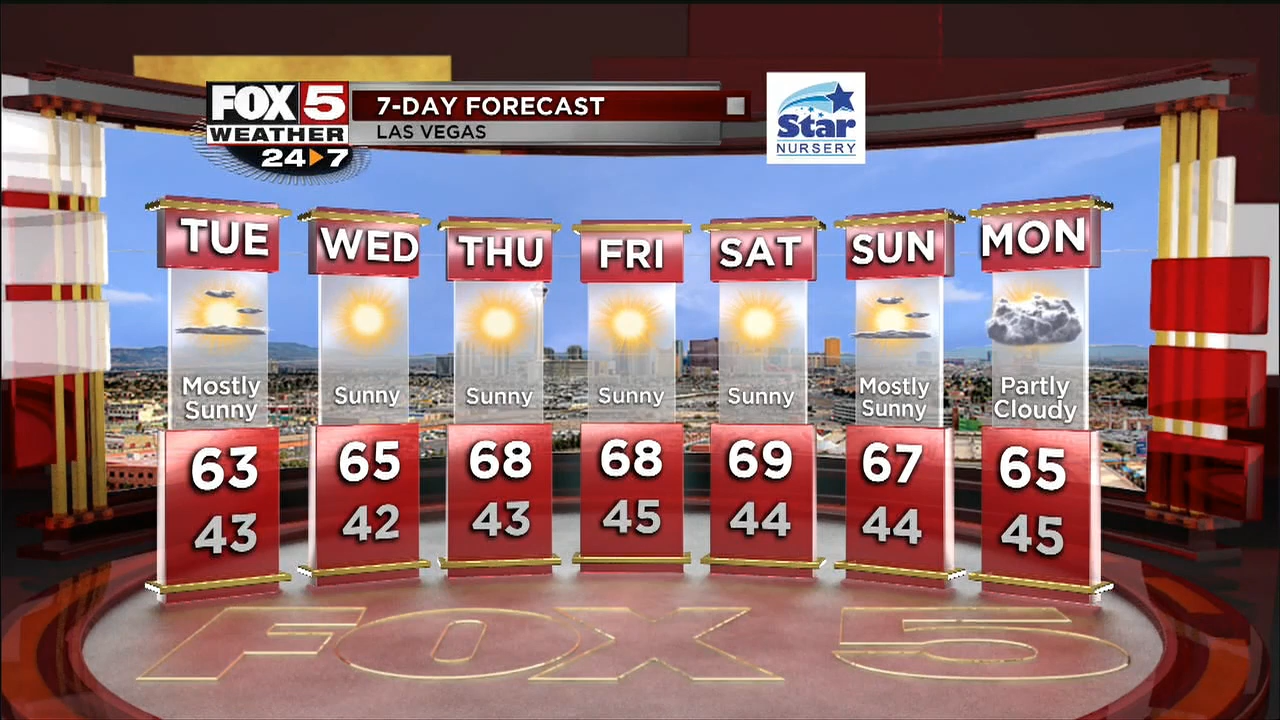 FOX 5
WEATHER
24 7
7-DAY FORECAST
LAS VEGAS
Star
NURSERY
TUE
Mostly
Sunny
63
43
WED
Sunny
65
42
THU
Sunny
68
43
FRI
Sunny
68
45
SAT
Sunny
69
44
SUN
Mostly
Sunny
67
44
MON
Partly
Cloudy
65
45
FOX 5